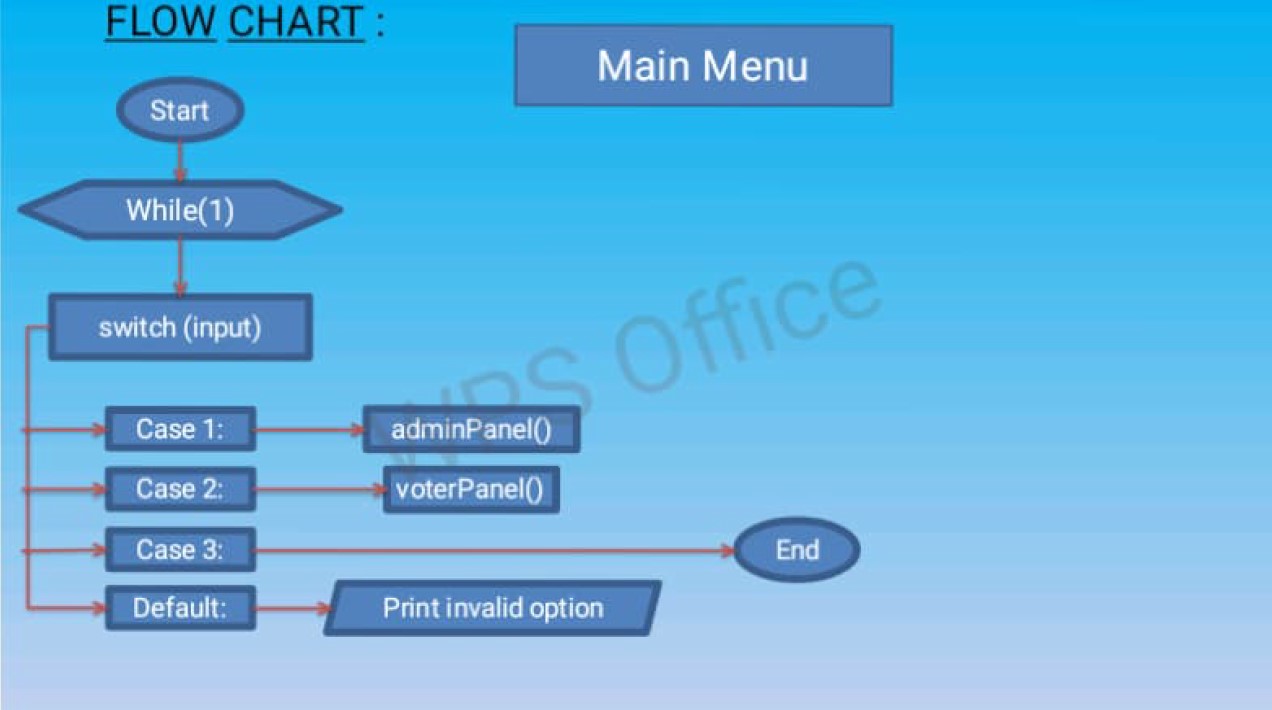 FLOW CHART :
Main Menu
Start
While(1)
switch (input)
WPS Office
Case 1:
adminPanel()
Case 2:
voterPanel()
Case 3:
End
Default:
Print invalid option